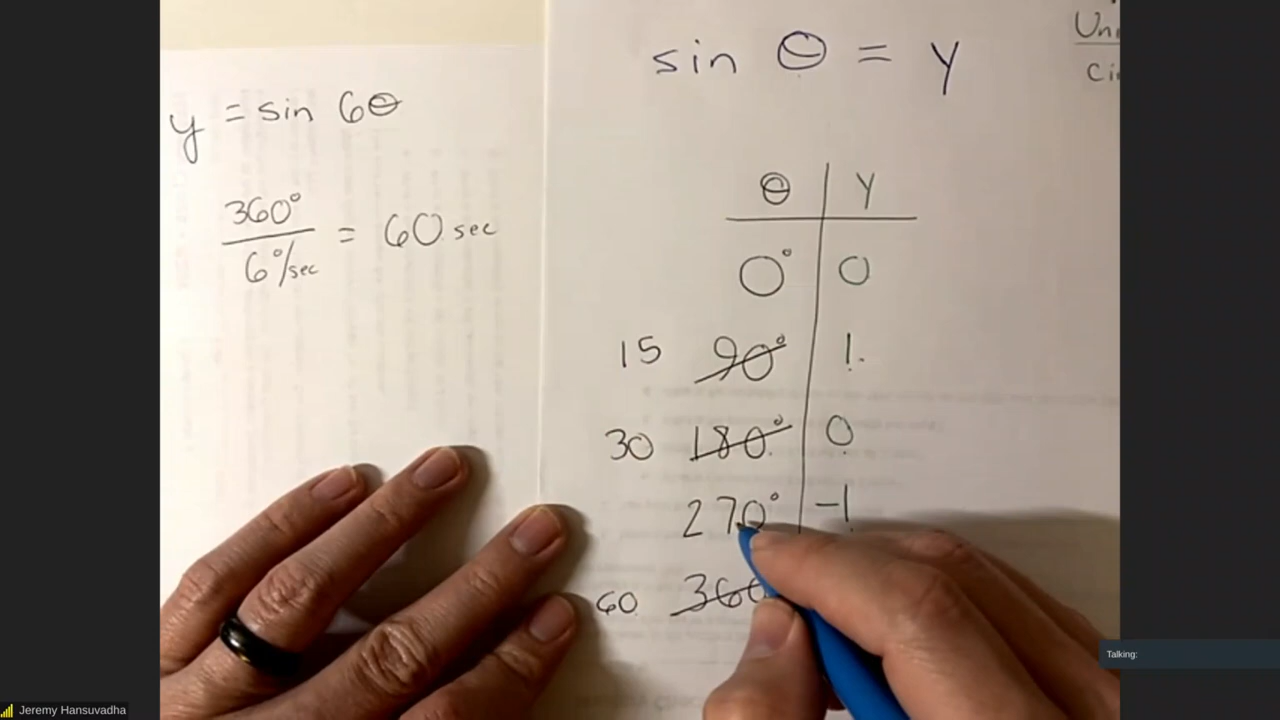 y = sin 6θ
360°
6°/sec
= 60 sec
sin θ = y
θ y
0° 0
15 90° 1
30 180° 0
270° -1
60 360
Talking:
Jeremy Hansuvadha